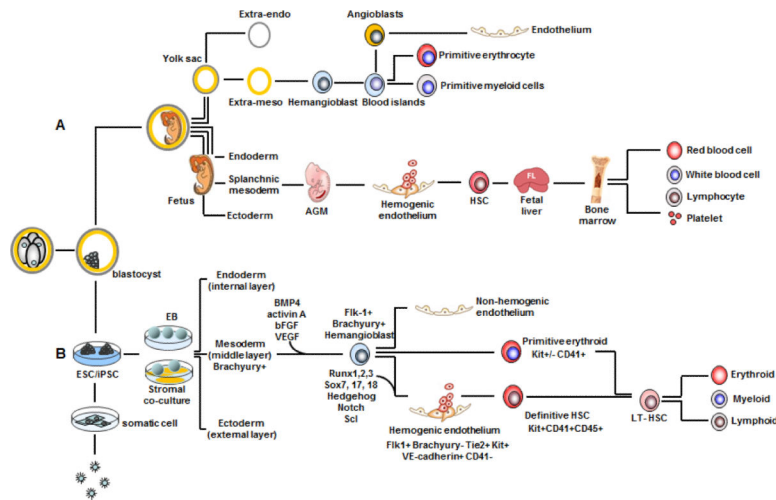 Extra-endo
Angioblasts
Endothelium
Yolk sac
Primitive erythrocyte
Extra-meso
Hemangioblast
Blood islands
Primitive myeloid cells
A
Endoderm
Splanchnic
mesoderm
Ectoderm
Fetus
AGM
Hemogenic
endothelium
HSC
FL
Fetal
liver
Bone
marrow
Red blood cell
White blood cell
Lymphocyte
Platelet
blastocyst
B
ESC/iPSC
somatic cell
EB
Stromal
co-culture
Endoderm
(internal layer)
Mesoderm
(middle layer)
Brachyury+
Ectoderm
(external layer)
BMP4
activin A
bFGF
VEGF
Flk-1+
Brachyury+
Hemangioblast
Runx1,2,3
Sox7, 17, 18
Hedgehog
Notch
Scl
Non-hemogenic
endothelium
Primitive erythroid
Kit+/- CD41+
Hemogenic endothelium
Flk1+ Brachyury- Tie2+ Kit+
VE-cadherin+ CD41-
Definitive HSC
Kit+CD41+CD45+
LT- HSC
Erythroid
Myeloid
Lymphoid